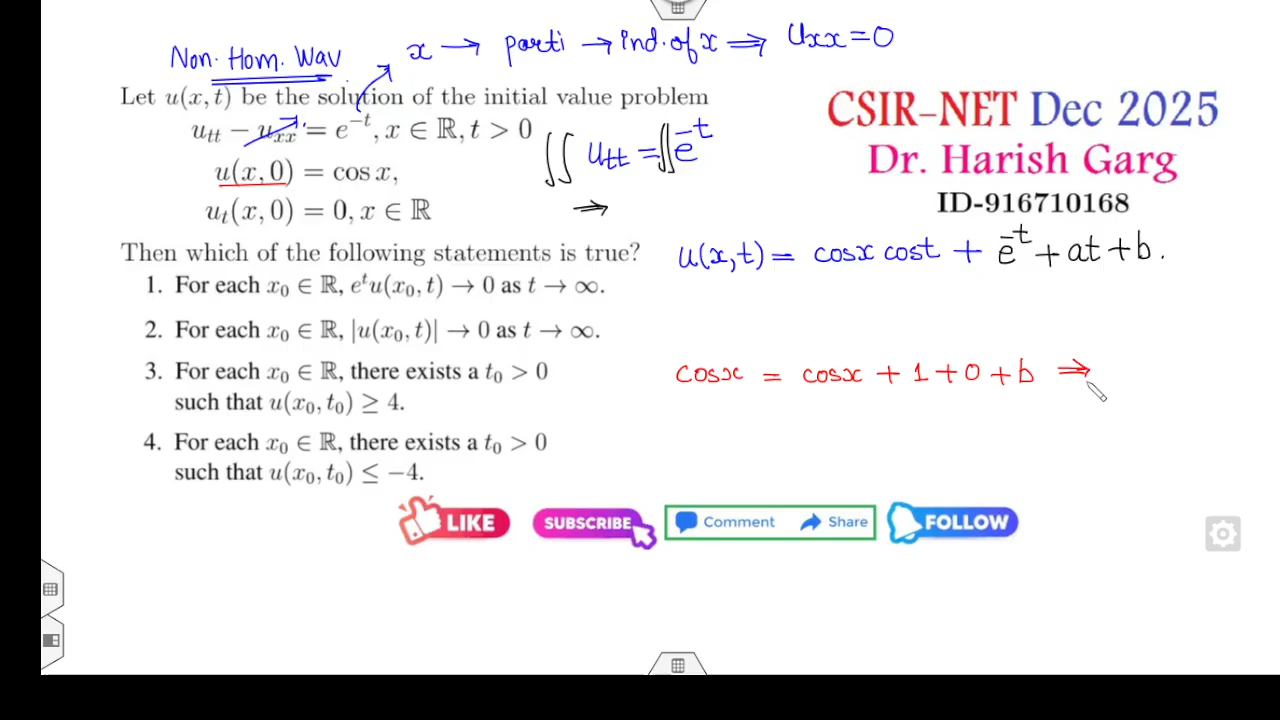 Non. Hom. Wav x → parti → ind. of x ⇒ Uxx = 0
Let u(x, t) be the solution of the initial value problem
u_tt − u_xx = e^{−t}, x ∈ ℝ, t > 0
u(x, 0) = cos x,
u_t(x, 0) = 0, x ∈ ℝ
∬ u_tt = ∬ e^{−t}
⇒
CSIR-NET Dec 2025
Dr. Harish Garg
ID-916710168
Then which of the following statements is true?
1. For each x₀ ∈ ℝ, e^t u(x₀, t) → 0 as t → ∞.
2. For each x₀ ∈ ℝ, |u(x₀, t)| → 0 as t → ∞.
3. For each x₀ ∈ ℝ, there exists a t₀ > 0
such that u(x₀, t₀) ≥ 4.
4. For each x₀ ∈ ℝ, there exists a t₀ > 0
such that u(x₀, t₀) ≤ −4.
u(x,t) = cosx cost + e^{−t} + at + b.
cosx = cosx + 1 + 0 + b ⇒
LIKE
SUBSCRIBE
Comment Share
FOLLOW